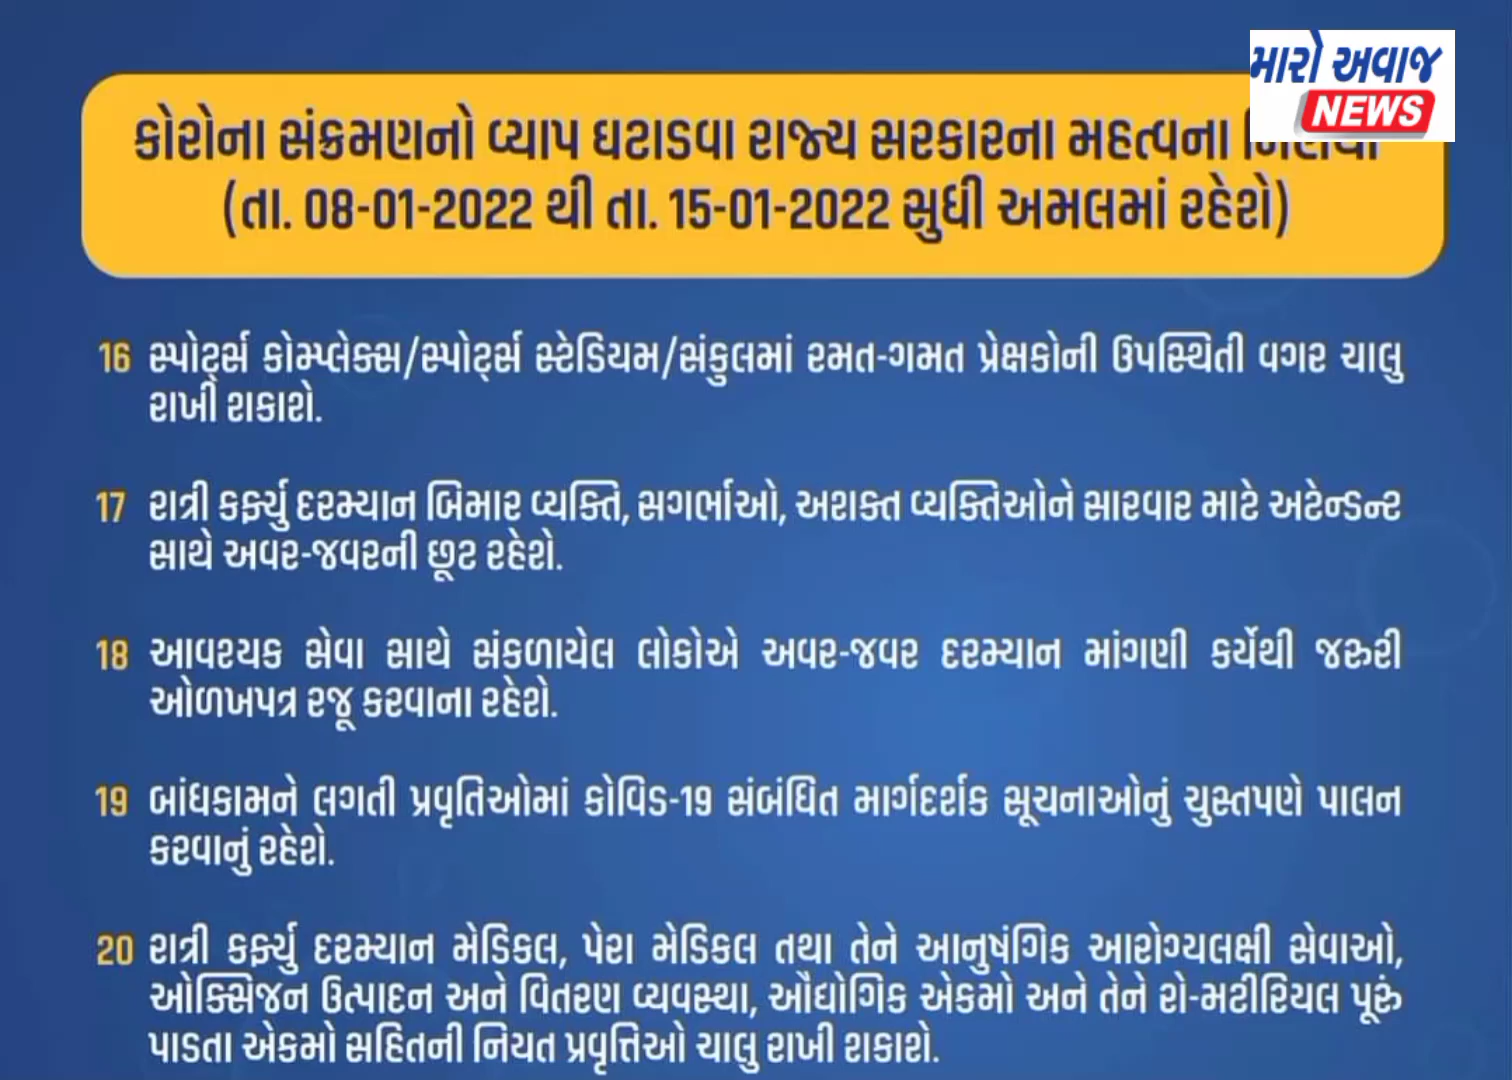 મારો અવાજ
NEWS
કોરોના સંક્રમણનો વ્યાપ ઘટાડવા રાજ્ય સરકારના મહત્વના
(તા. 08-01-2022 થી તા. 15-01-2022 સુધી અમલમાં રહેશે)
16 સ્પોર્ટ્સ કોમ્પ્લેક્સ/સ્પોર્ટ્સ સ્ટેડિયમ/સંકુલમાં રમત-ગમત પ્રેક્ષકોની ઉપસ્થિતી વગર ચાલુ
રાખી શકાશે.
17 રાત્રી કર્ફ્યુ દરમ્યાન બિમાર વ્યક્તિ, સગર્ભાઓ, અશક્ત વ્યક્તિઓને સારવાર માટે અટેન્ડન્ટ
સાથે અવર-જવરની છૂટ રહેશે.
18 આવશ્યક સેવા સાથે સંકળાયેલ લોકોએ અવર-જવર દરમ્યાન માંગણી કર્યેથી જરુરી
ઓળખપત્ર રજૂ કરવાના રહેશે.
19 બાંધકામને લગતી પ્રવૃતિઓમાં કોવિડ-19 સંબંધિત માર્ગદર્શક સૂચનાઓનું ચુસ્તપણે પાલન
કરવાનું રહેશે.
20 રાત્રી કર્ફ્યુ દરમ્યાન મેડિકલ, પેરા મેડિકલ તથા તેને આનુષંગિક આરોગ્યલક્ષી સેવાઓ,
ઓક્સિજન ઉત્પાદન અને વિતરણ વ્યવસ્થા, ઔદ્યોગિક એકમો અને તેને રો-મટીરિયલ પૂરું
પાડતા એકમો સહિતની નિયત પ્રવૃત્તિઓ ચાલુ રાખી શકાશે.